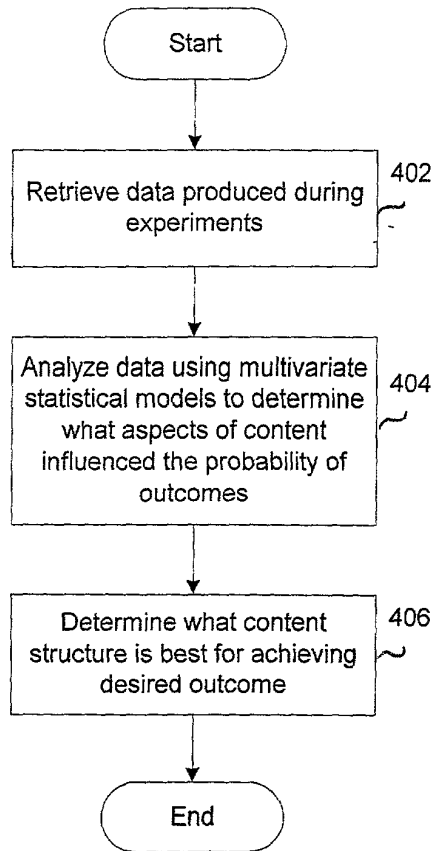 Start
402
Retrieve data produced during
experiments
404
Analyze data using multivariate
statistical models to determine
what aspects of content
influenced the probability of
outcomes
406
Determine what content
structure is best for achieving
desired outcome
End